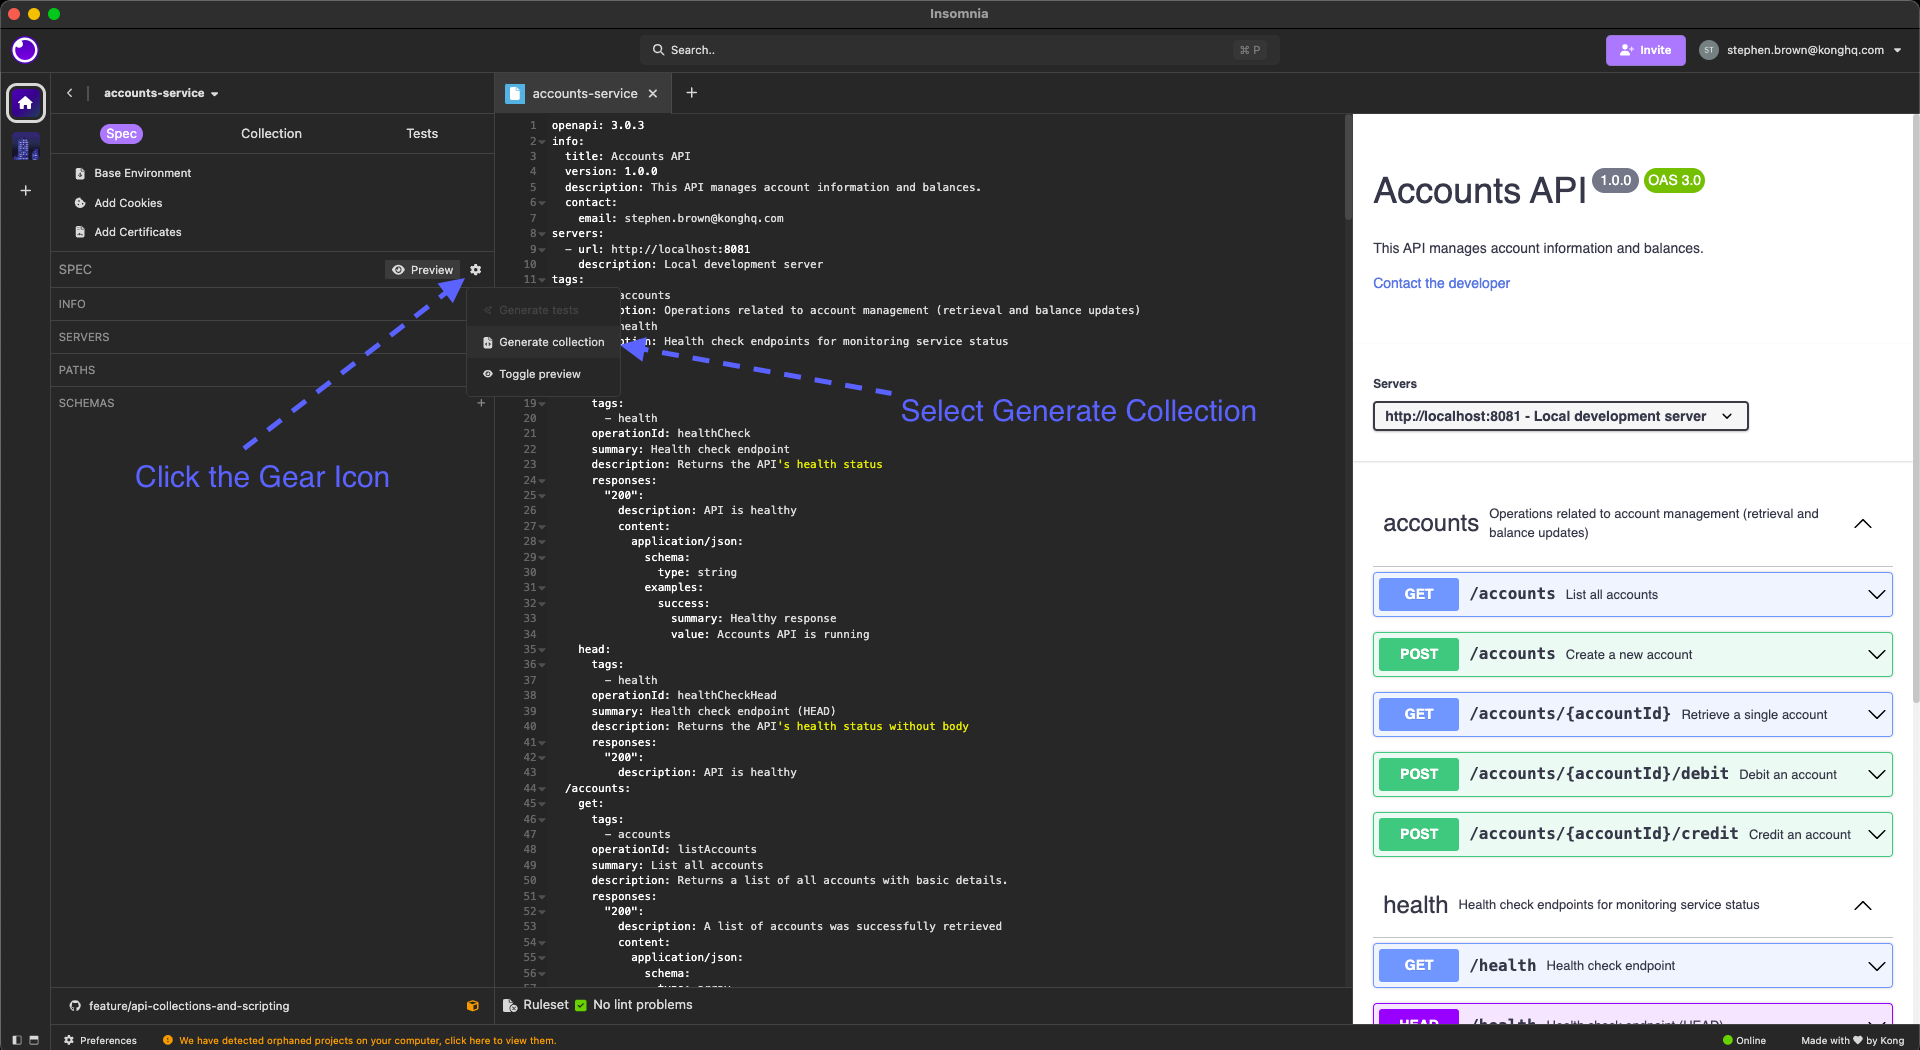 Insomnia
Search..
⌘ P
Invite
ST
stephen.brown@konghq.com
accounts-service
accounts-service
Spec
Collection
Tests
Base Environment
Add Cookies
Add Certificates
SPEC
Preview
INFO
SERVERS
PATHS
SCHEMAS
Generate tests
Generate collection
Toggle preview
Click the Gear Icon
Select Generate Collection
1 openapi: 3.0.3
2 info:
3 title: Accounts API
4 version: 1.0.0
5 description: This API manages account information and balances.
6 contact:
7 email: stephen.brown@konghq.com
8 servers:
9 - url: http://localhost:8081
10 description: Local development server
11 tags:
accounts
ption: Operations related to account management (retrieval and balance updates)
health
Health check endpoints for monitoring service status
19 tags:
20 - health
21 operationId: healthCheck
22 summary: Health check endpoint
23 description: Returns the API's health status
24 responses:
25 "200":
26 description: API is healthy
27 content:
28 application/json:
29 schema:
30 type: string
31 examples:
32 success:
33 summary: Healthy response
34 value: Accounts API is running
35 head:
36 tags:
37 - health
38 operationId: healthCheckHead
39 summary: Health check endpoint (HEAD)
40 description: Returns the API's health status without body
41 responses:
42 "200":
43 description: API is healthy
44 /accounts:
45 get:
46 tags:
47 - accounts
48 operationId: listAccounts
49 summary: List all accounts
50 description: Returns a list of all accounts with basic details.
51 responses:
52 "200":
53 description: A list of accounts was successfully retrieved
54 content:
55 application/json:
56 schema:
Accounts API 1.0.0 OAS 3.0
This API manages account information and balances.
Contact the developer
Servers
http://localhost:8081 - Local development server
accounts Operations related to account management (retrieval and
balance updates)
GET /accounts List all accounts
POST /accounts Create a new account
GET /accounts/{accountId} Retrieve a single account
POST /accounts/{accountId}/debit Debit an account
POST /accounts/{accountId}/credit Credit an account
health Health check endpoints for monitoring service status
GET /health Health check endpoint
HEAD /health Health check endpoint (HEAD)
feature/api-collections-and-scripting
Ruleset
No lint problems
Preferences
We have detected orphaned projects on your computer, click here to view them.
Online
Made with ♥ by Kong